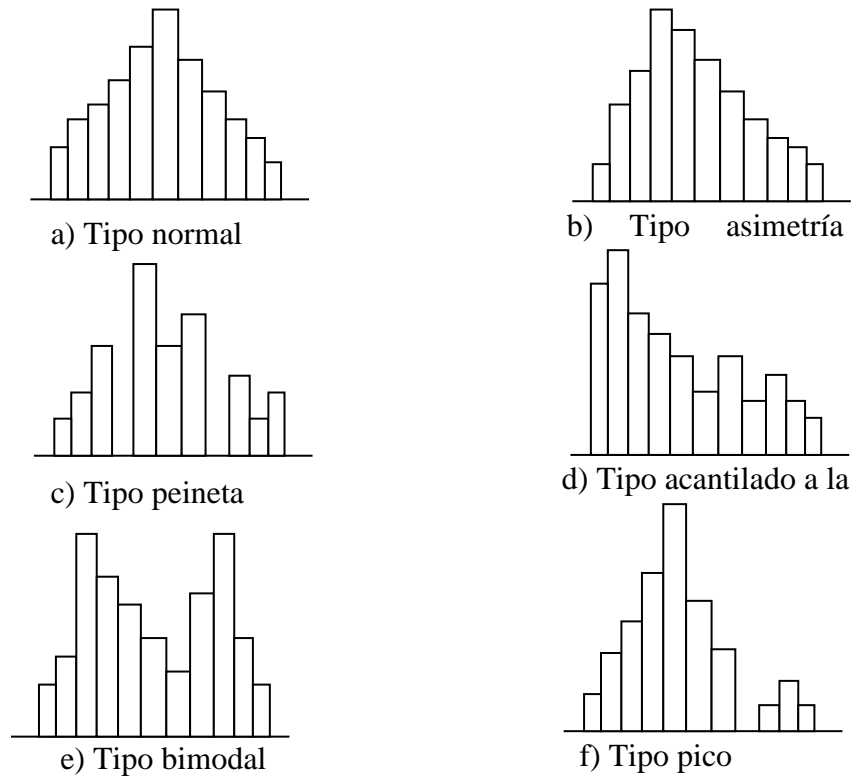 a) Tipo normal
b) Tipo asimetría
c) Tipo peineta
d) Tipo acantilado a la
e) Tipo bimodal
f) Tipo pico